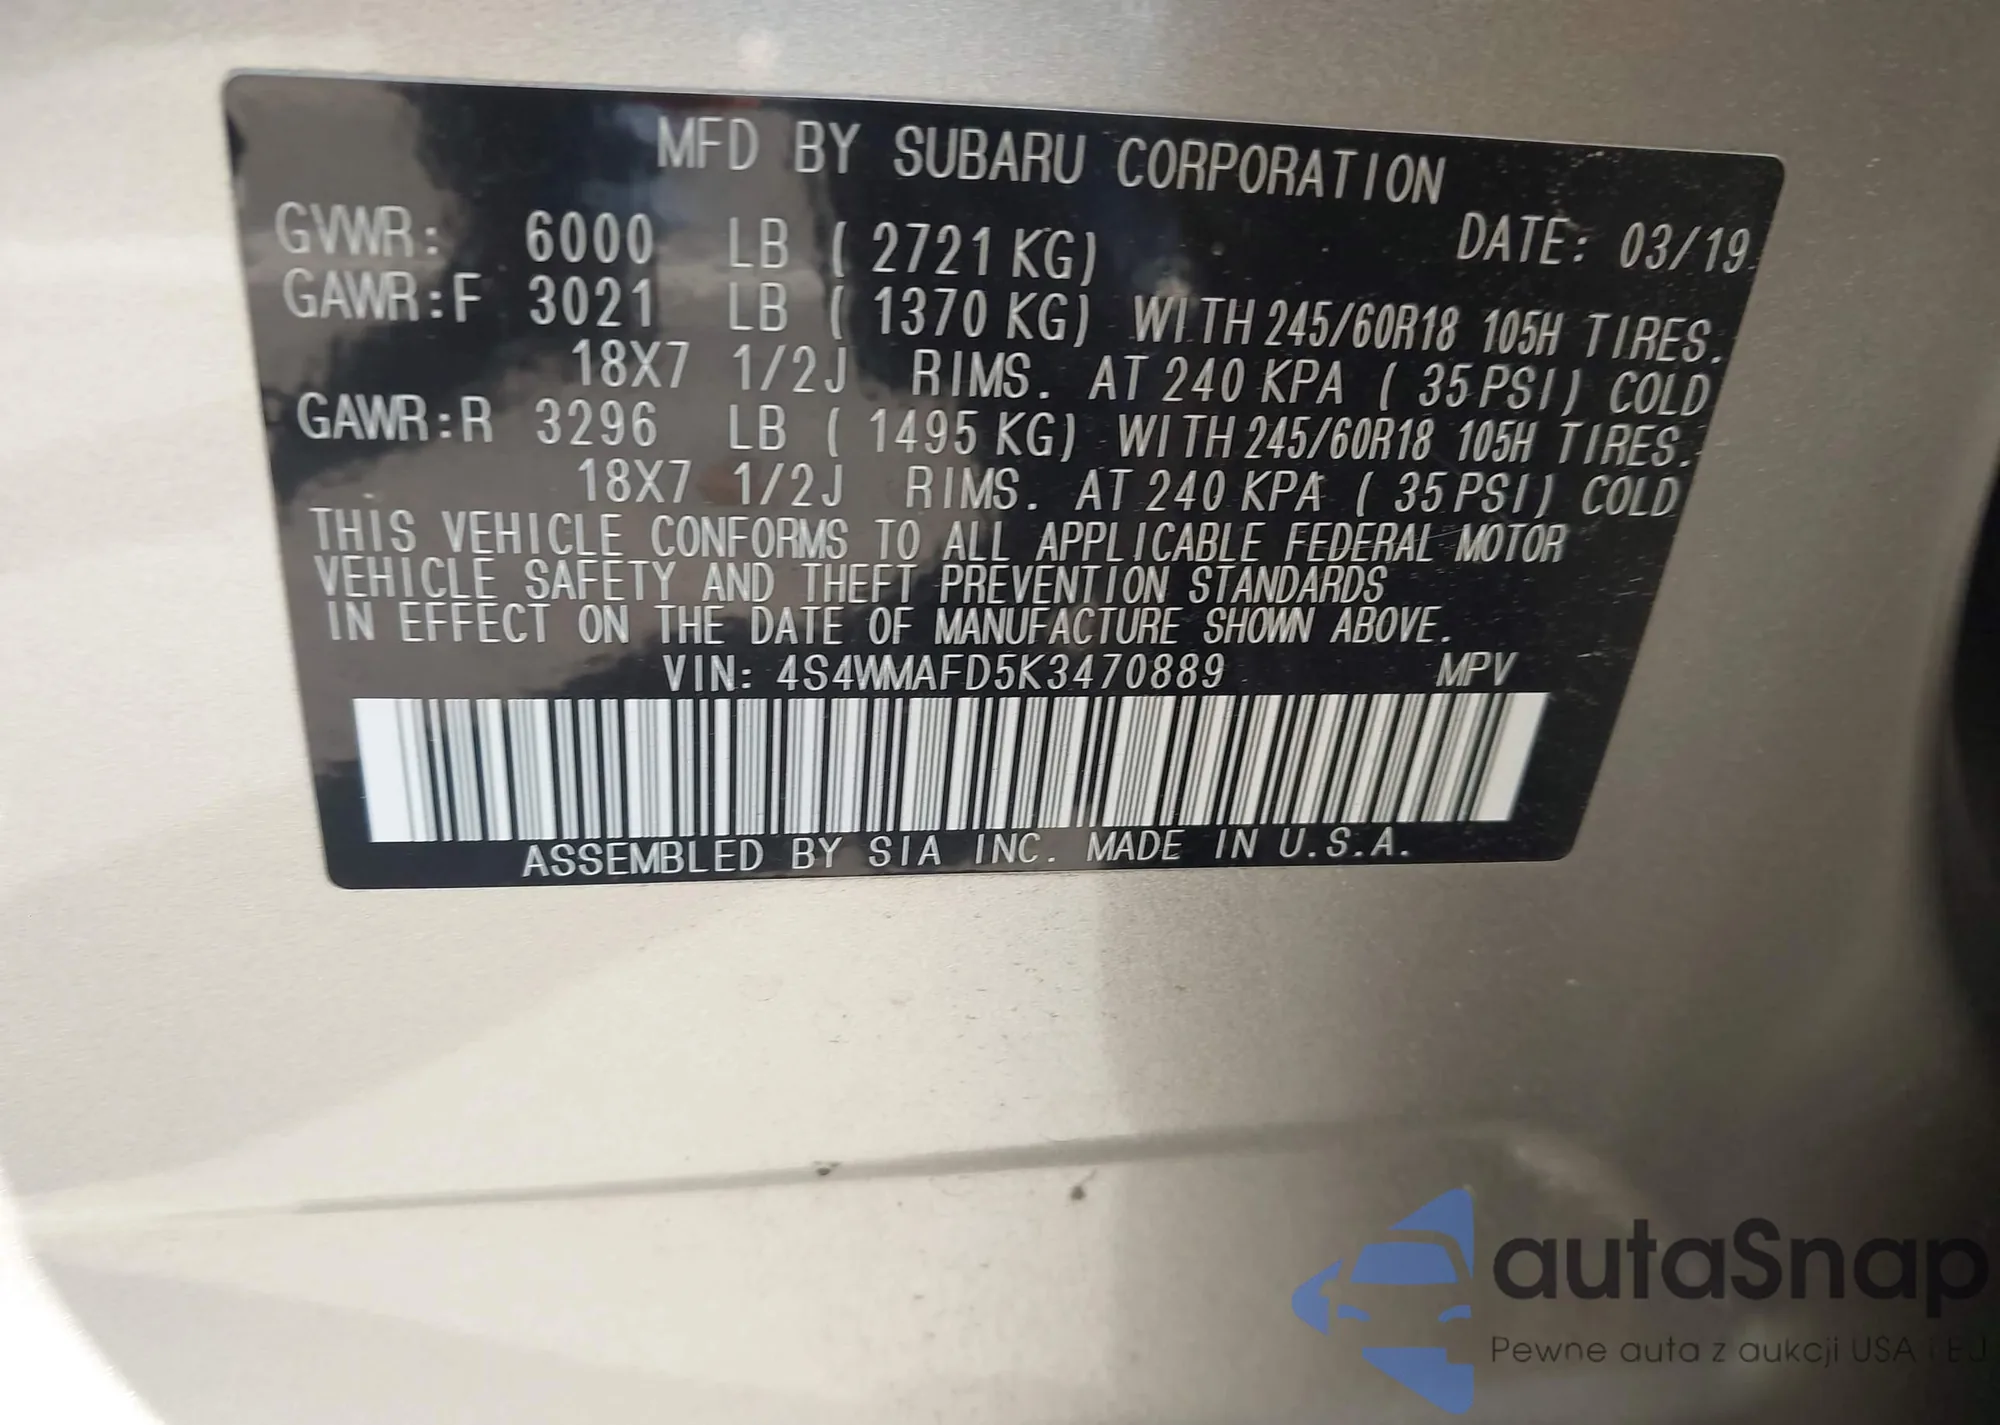 MFD BY SUBARU CORPORATION
GVWR: 6000 LB ( 2721 KG) DATE: 03/19
GAWR:F 3021 LB ( 1370 KG) WITH 245/60R18 105H TIRES.
18X7 1/2J RIMS. AT 240 KPA ( 35 PSI) COLD
GAWR:R 3296 LB ( 1495 KG) WITH 245/60R18 105H TIRES.
18X7 1/2J RIMS. AT 240 KPA ( 35 PSI) COLD
THIS VEHICLE CONFORMS TO ALL APPLICABLE FEDERAL MOTOR
VEHICLE SAFETY AND THEFT PREVENTION STANDARDS
IN EFFECT ON THE DATE OF MANUFACTURE SHOWN ABOVE.
VIN: 4S4WMAFD5K3470889 MPV
ASSEMBLED BY SIA INC. MADE IN U.S.A.
autaSnap
Pewne auta z aukcji USA i EU